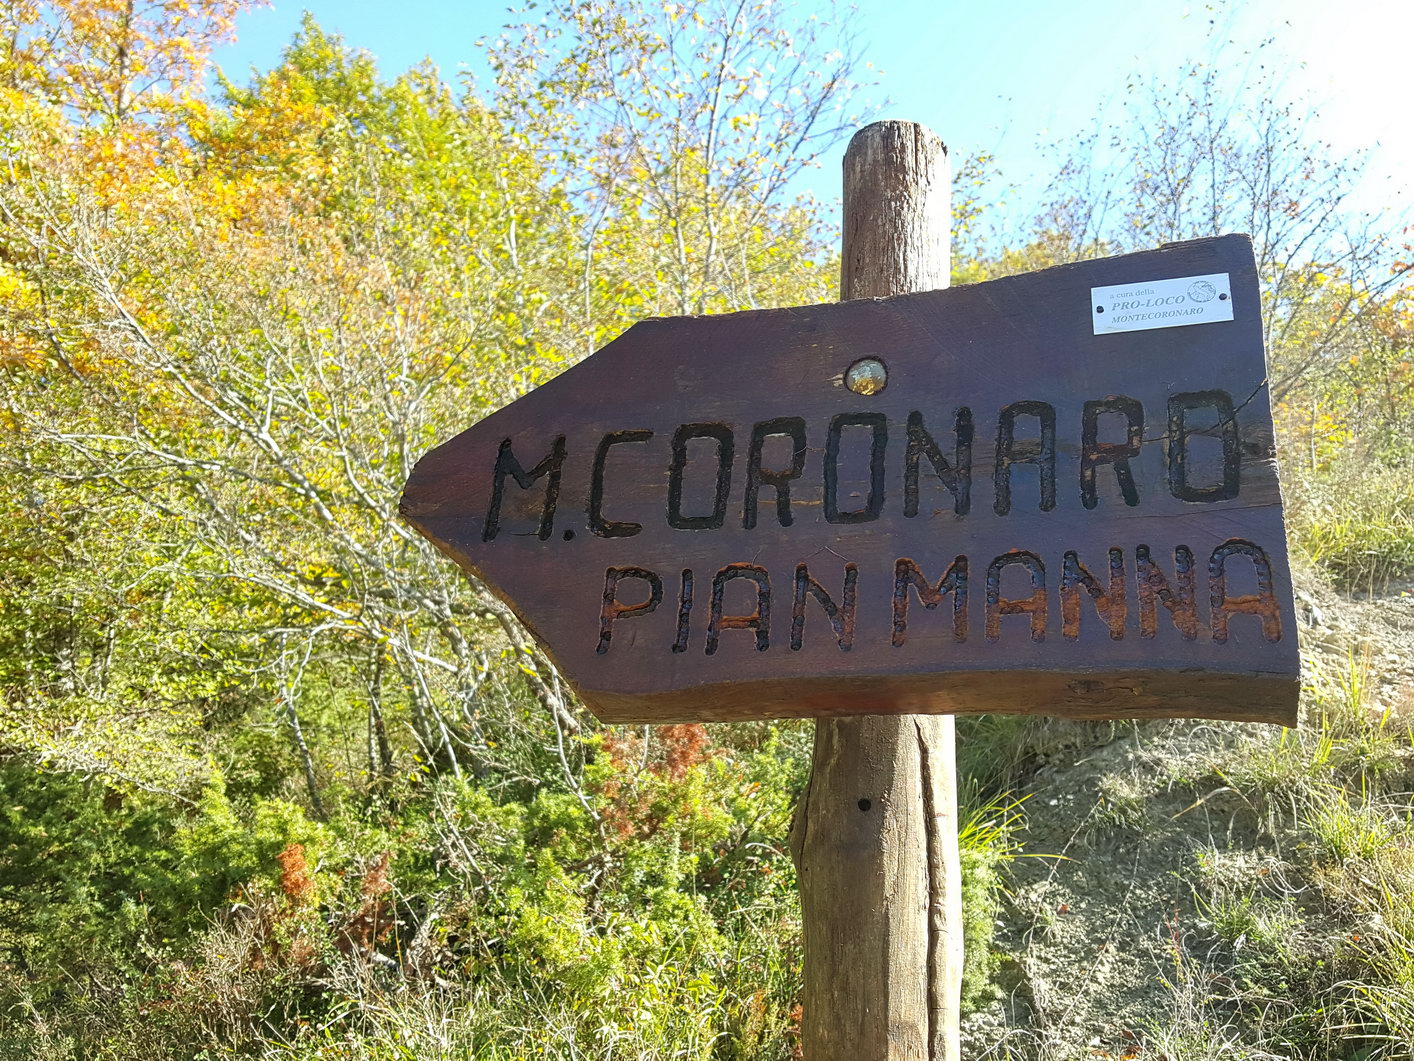 a cura della
PRO-LOCO
MONTECORONARO
M.CORONARO
PIAN MANNA